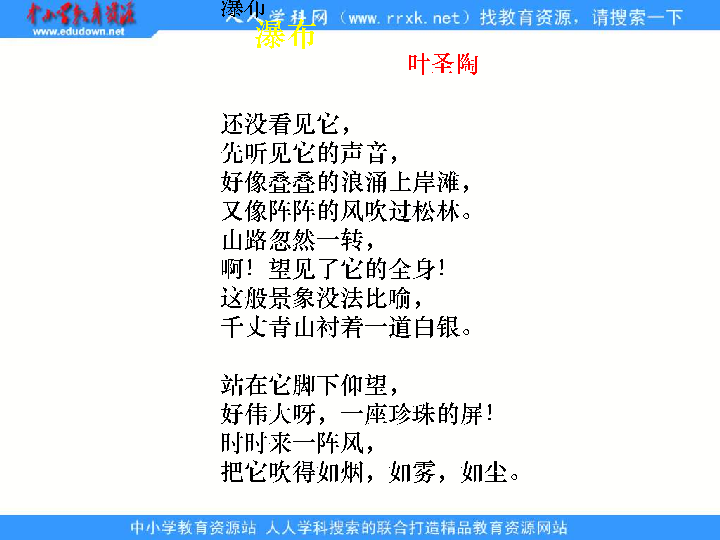 瀑布
中小学教育资源
www.edudown.net
人人学科网（www.rrxk.net）找教育资源，请搜索一下
瀑布
叶圣陶
还没看见它，
先听见它的声音，
好像叠叠的浪涌上岸滩，
又像阵阵的风吹过松林。
山路忽然一转，
啊！望见了它的全身！
这般景象没法比喻，
千丈青山衬着一道白银。
站在它脚下仰望，
好伟大呀，一座珍珠的屏！
时时来一阵风，
把它吹得如烟，如雾，如尘。
中小学教育资源站 人人学科搜索的联合打造精品教育资源网站